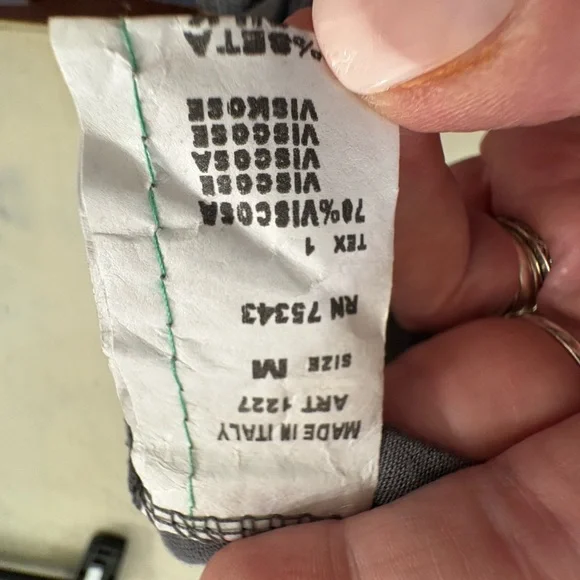 MADE IN ITALY
ART 1227
SIZE M
RN 75343
TEX 1
70%VISCOSA
VISCOSE
VISCOSA
VISCOSE
VISKOSE
%SETA